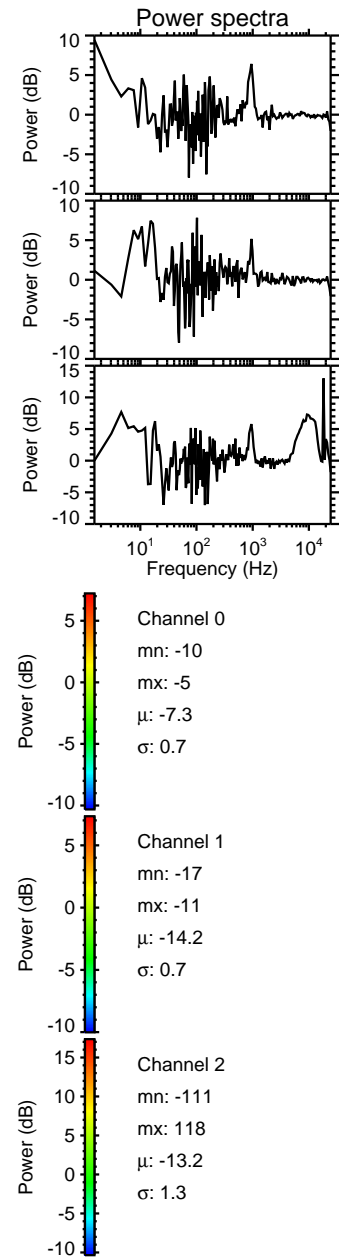 Power spectra
10
5
0
-5
-10
Power (dB)
10
5
0
-5
-10
Power (dB)
15
10
5
0
-5
-10
Power (dB)
10¹ 10² 10³ 10⁴
Frequency (Hz)
5
0
-5
-10
Power (dB)
Channel 0
mn: -10
mx: -5
μ: -7.3
σ: 0.7
5
0
-5
-10
Power (dB)
Channel 1
mn: -17
mx: -11
μ: -14.2
σ: 0.7
15
10
5
0
-5
-10
Power (dB)
Channel 2
mn: -111
mx: 118
μ: -13.2
σ: 1.3